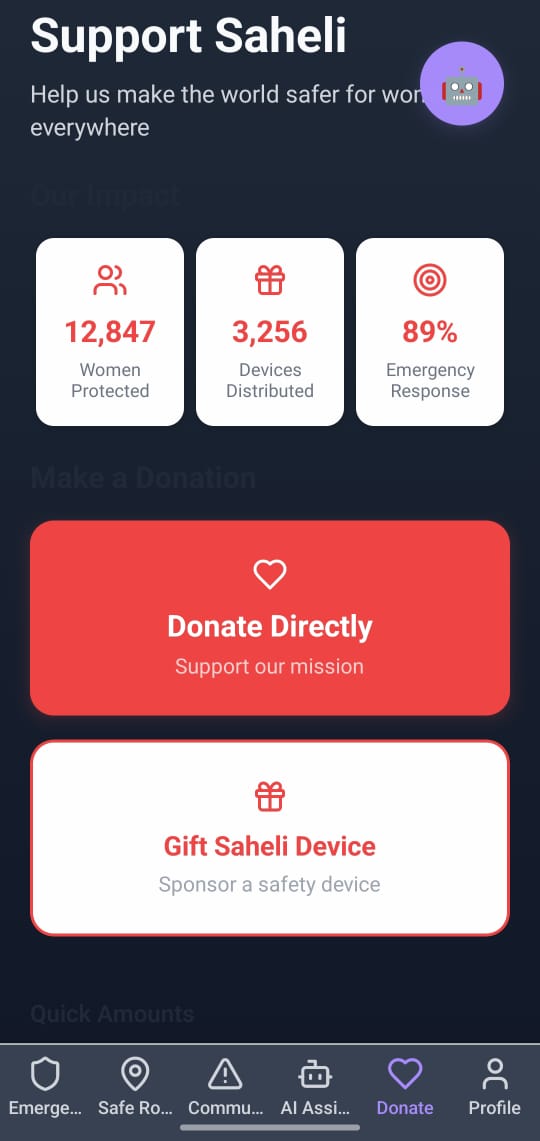 Support Saheli
Help us make the world safer for wor
everywhere
Our Impact
12,847
Women
Protected
3,256
Devices
Distributed
89%
Emergency
Response
Make a Donation
Donate Directly
Support our mission
Gift Saheli Device
Sponsor a safety device
Quick Amounts
Emerge...
Safe Ro...
Commu...
AI Assi...
Donate
Profile